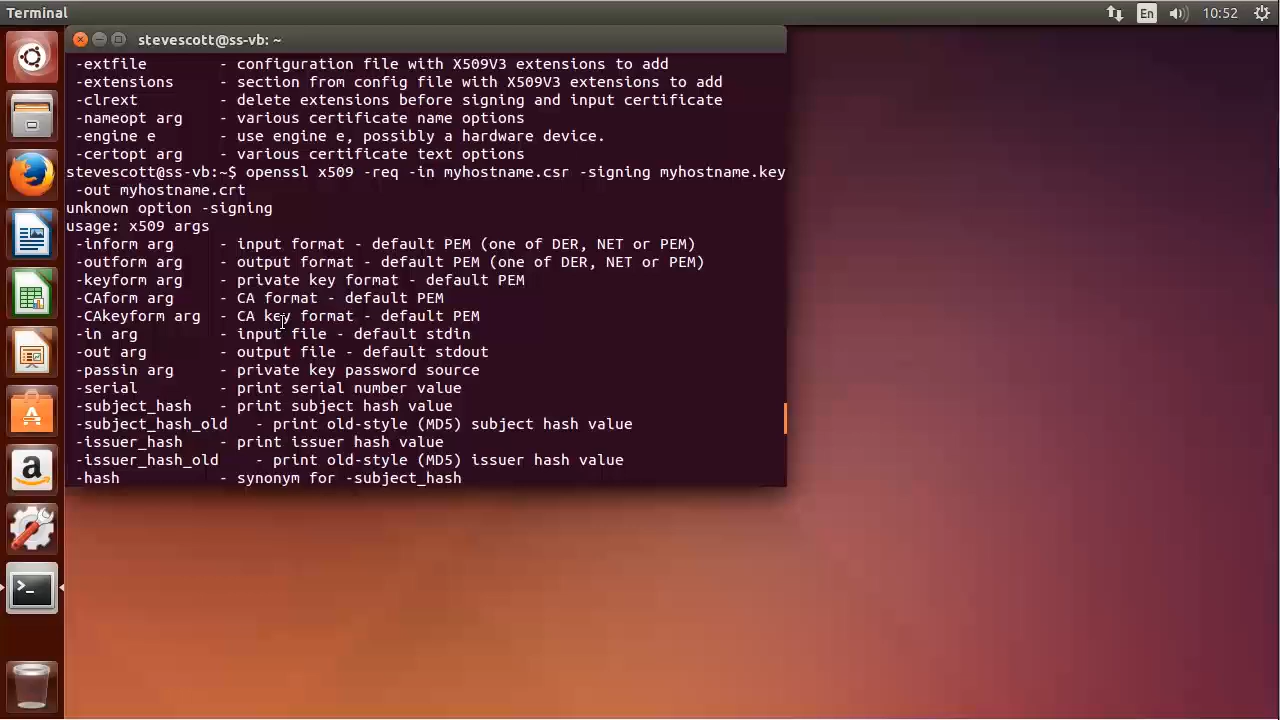 Terminal
En
10:52
stevescott@ss-vb: ~
-extfile - configuration file with X509V3 extensions to add
-extensions - section from config file with X509V3 extensions to add
-clrext - delete extensions before signing and input certificate
-nameopt arg - various certificate name options
-engine e - use engine e, possibly a hardware device.
-certopt arg - various certificate text options
stevescott@ss-vb:~$ openssl x509 -req -in myhostname.csr -signing myhostname.key
-out myhostname.crt
unknown option -signing
usage: x509 args
-inform arg - input format - default PEM (one of DER, NET or PEM)
-outform arg - output format - default PEM (one of DER, NET or PEM)
-keyform arg - private key format - default PEM
-CAform arg - CA format - default PEM
-CAkeyform arg - CA key format - default PEM
-in arg - input file - default stdin
-out arg - output file - default stdout
-passin arg - private key password source
-serial - print serial number value
-subject_hash - print subject hash value
-subject_hash_old - print old-style (MD5) subject hash value
-issuer_hash - print issuer hash value
-issuer_hash_old - print old-style (MD5) issuer hash value
-hash - synonym for -subject_hash